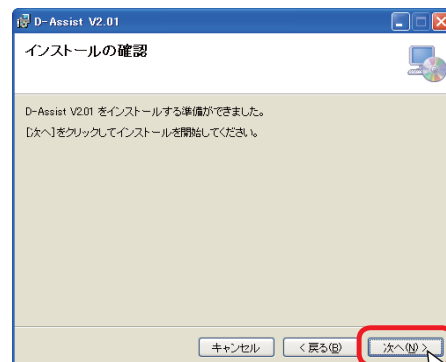 D-Assist V2.01
インストールの確認
D-Assist V2.01 をインストールする準備ができました。
[次へ]をクリックしてインストールを開始してください。
キャンセル
< 戻る(B)
次へ(N) >